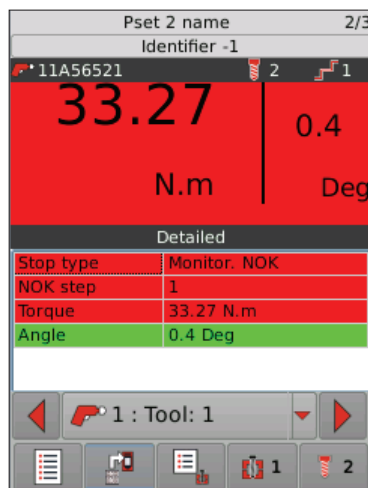 Pset 2 name 2/3
Identifier -1
11A56521 2 1
33.27 0.4
N.m Deg
Detailed
Stop type Monitor. NOK
NOK step 1
Torque 33.27 N.m
Angle 0.4 Deg
1 : Tool: 1
1 2